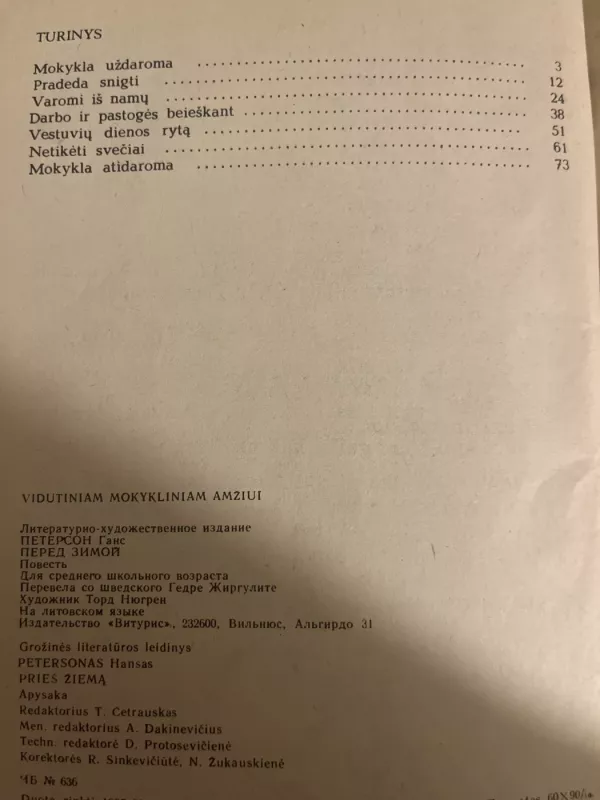 TURINYS
Mokykla uždaroma 3
Pradeda snigti 12
Varomi iš namų 24
Darbo ir pastogės beieškant 38
Vestuvių dienos rytą 51
Netikėti svečiai 61
Mokykla atidaroma 73
VIDUTINIAM MOKYKLINIAM AMŽIUI
Литературно-художественное издание
ПЕТЕРСОН Ганс
ПЕРЕД ЗИМОЙ
Повесть
Для среднего школьного возраста
Перевела со шведского Гедре Жиргулите
Художник Торд Нюгрен
На литовском языке
Издательство «Витурис», 232600, Вильнюс, Альгирдо 31
Grožinės literatūros leidinys
PETERSONAS Hansas
PRIEŠ ŽIEMĄ
Apysaka
Redaktorius T. Četrauskas
Men. redaktorius A. Dakinevičius
Techn. redaktorė D. Protosevičienė
Korektorės R. Sinkevičiūtė, N. Žukauskienė
ЧБ № 636
60X90/